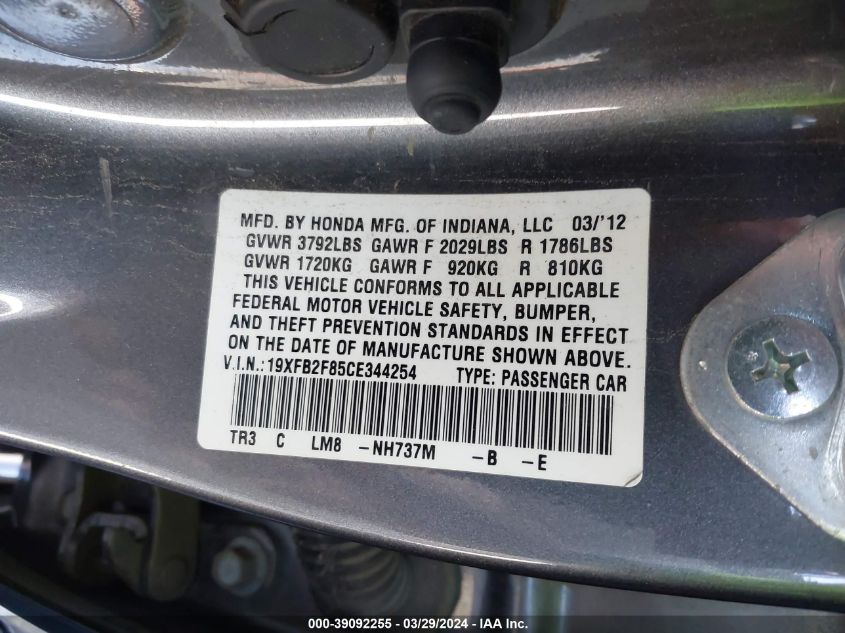 MFD. BY HONDA MFG. OF INDIANA, LLC 03/'12
GVWR 3792LBS GAWR F 2029LBS R 1786LBS
GVWR 1720KG GAWR F 920KG R 810KG
THIS VEHICLE CONFORMS TO ALL APPLICABLE
FEDERAL MOTOR VEHICLE SAFETY, BUMPER,
AND THEFT PREVENTION STANDARDS IN EFFECT
ON THE DATE OF MANUFACTURE SHOWN ABOVE.
V.I.N.:19XFB2F85CE344254 TYPE: PASSENGER CAR
TR3 C LM8 -NH737M -B -E
000-39092255 - 03/29/2024 - IAA Inc.